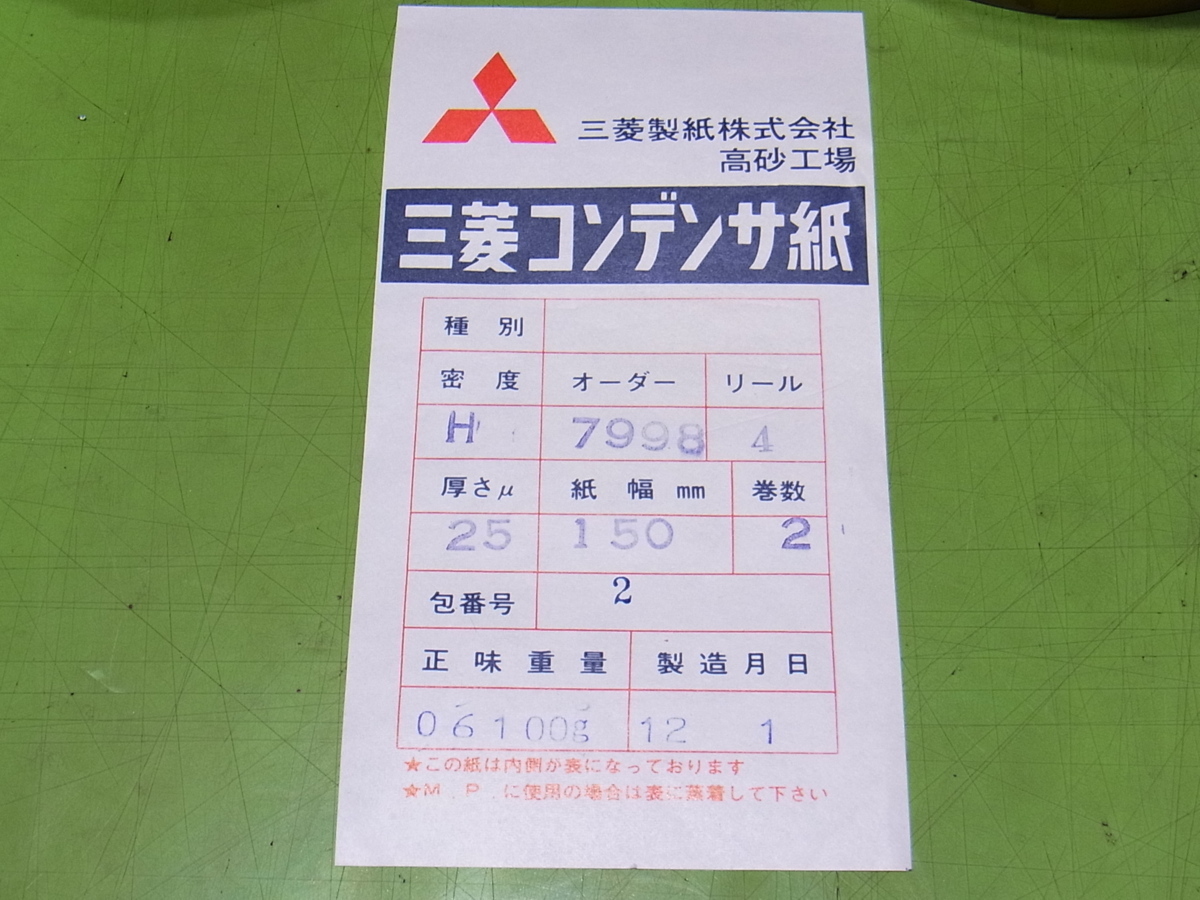 三菱製紙株式会社
高砂工場
三菱コンデンサ紙
種別
密度 オーダー リール
H 7998 4
厚さμ 紙幅mm 巻数
25 150 2
包番号 2
正味重量 製造月日
06100g 12 1
★この紙は内側が表になっております
★M.P.に使用の場合は表に蒸着して下さい